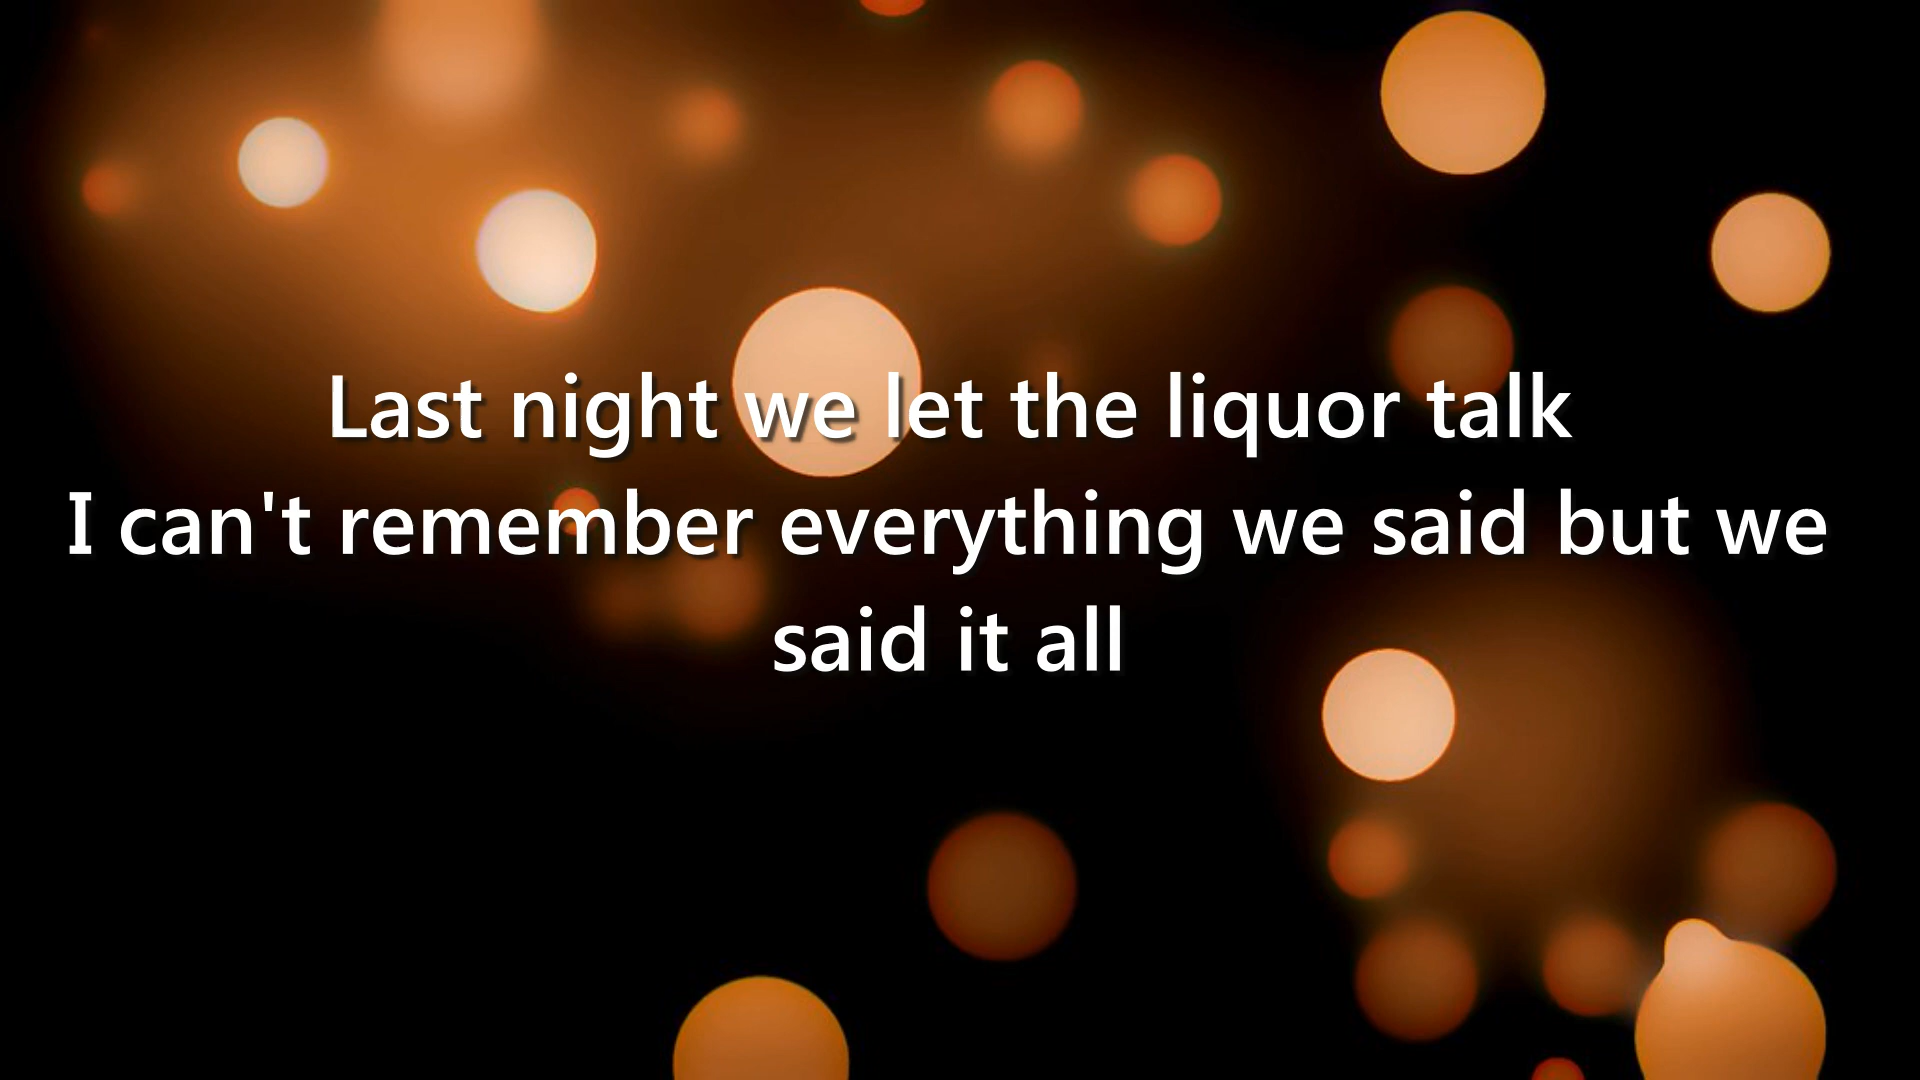 Last night we let the liquor talk
I can't remember everything we said but we
said it all